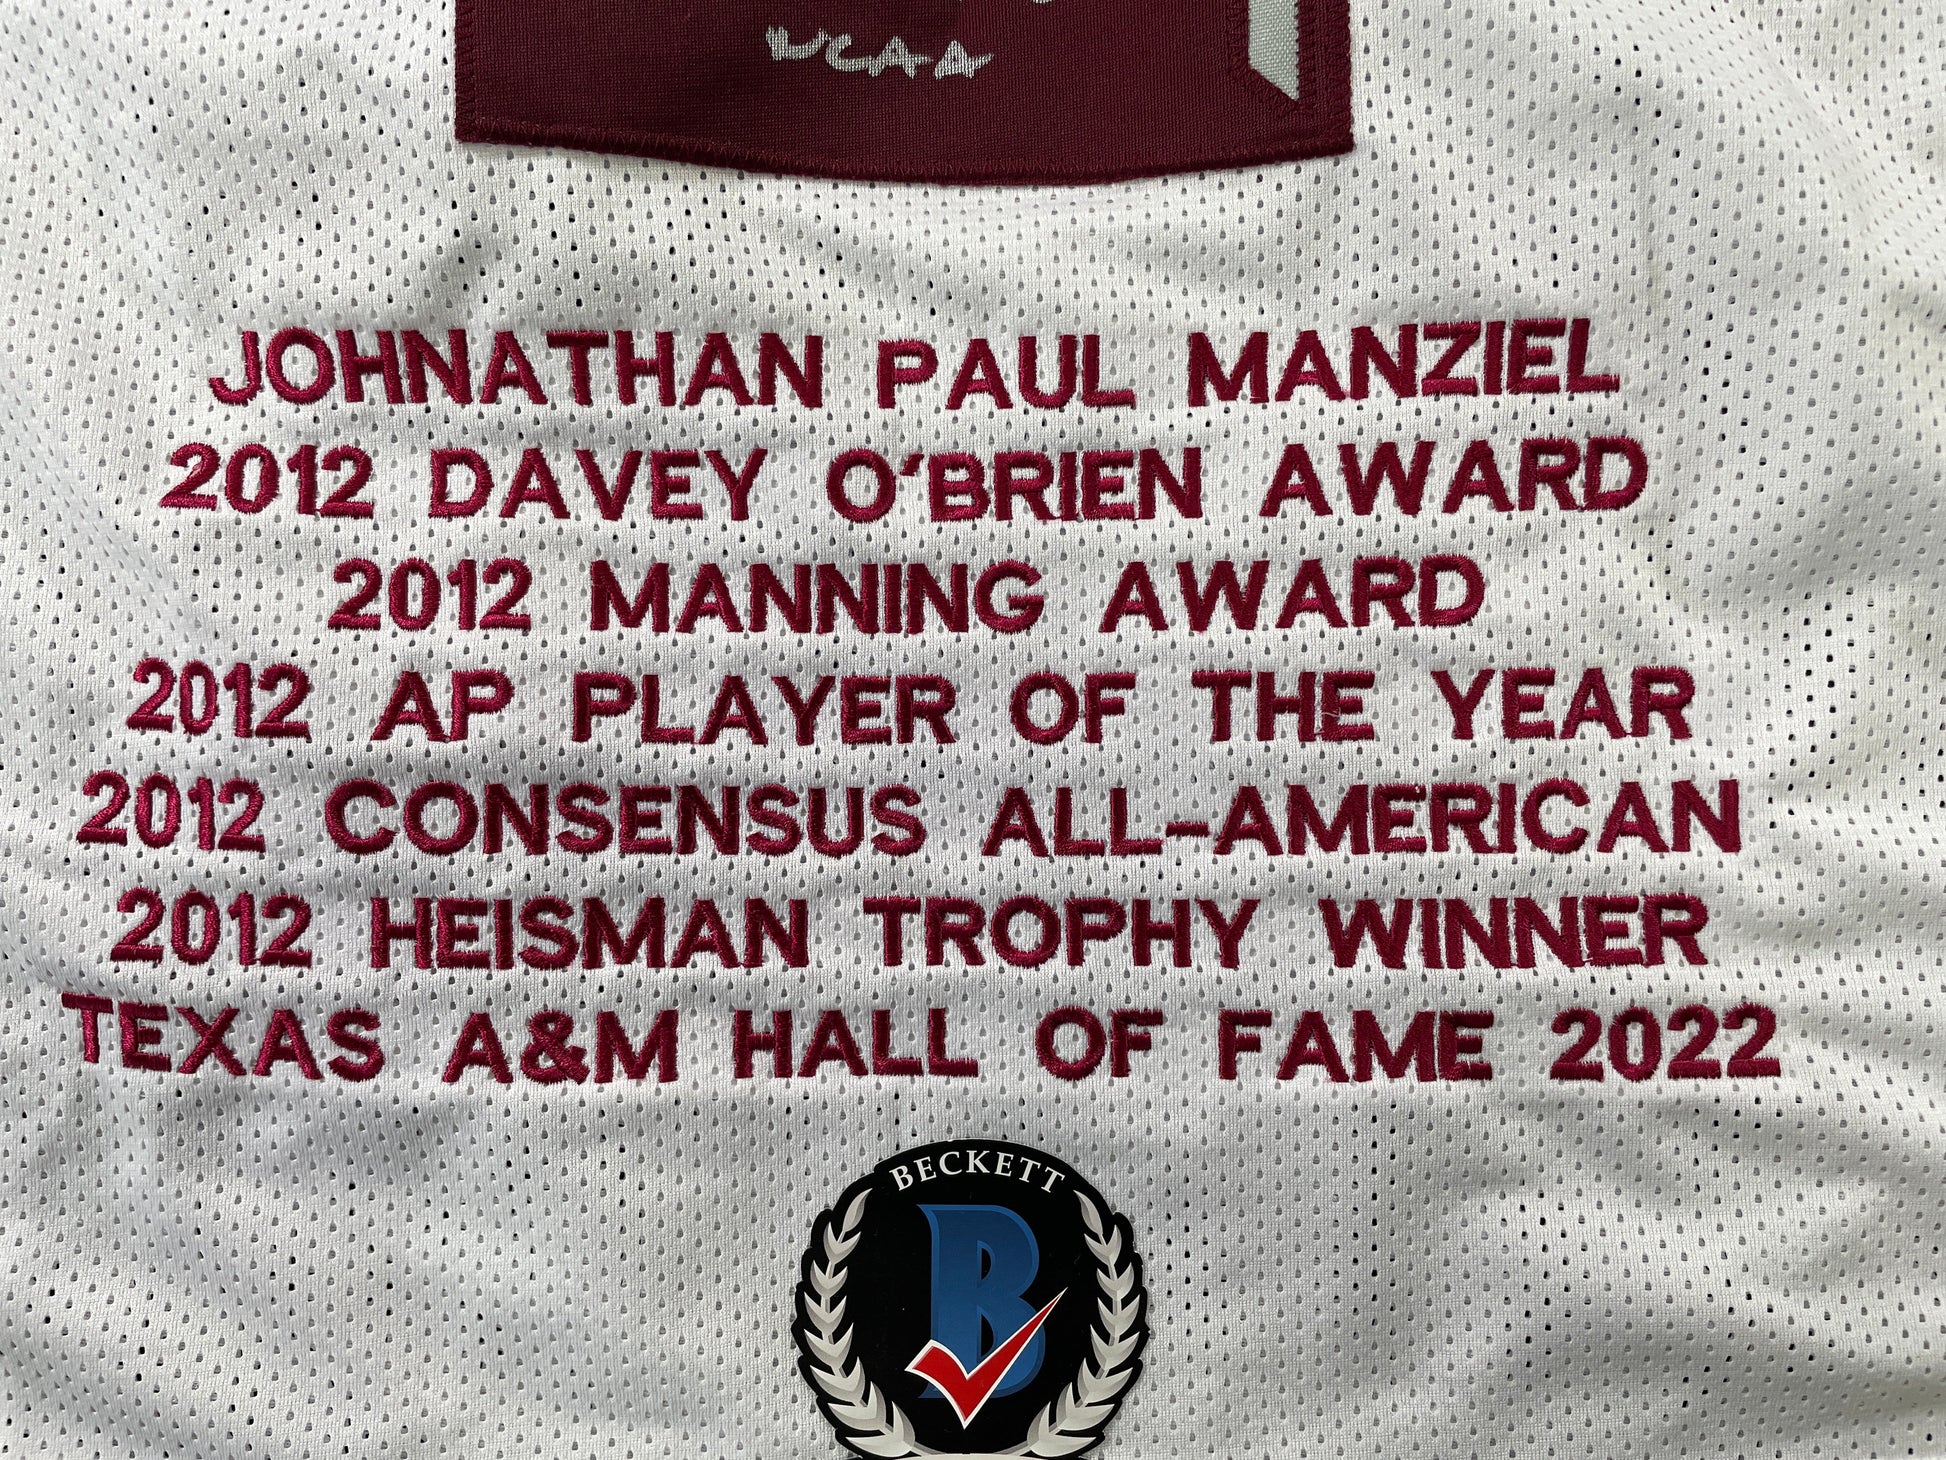 NCAA
JOHNATHAN PAUL MANZIEL
2012 DAVEY O'BRIEN AWARD
2012 MANNING AWARD
2012 AP PLAYER OF THE YEAR
2012 CONSENSUS ALL-AMERICAN
2012 HEISMAN TROPHY WINNER
TEXAS A&M HALL OF FAME 2022
BECKETT
B